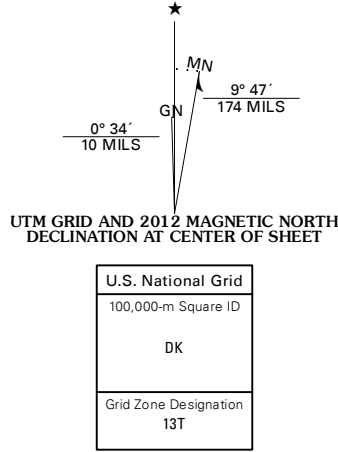 MN
9° 47´
174 MILS
GN
0° 34´
10 MILS
UTM GRID AND 2012 MAGNETIC NORTH
DECLINATION AT CENTER OF SHEET
U.S. National Grid
100,000-m Square ID
DK
Grid Zone Designation
13T